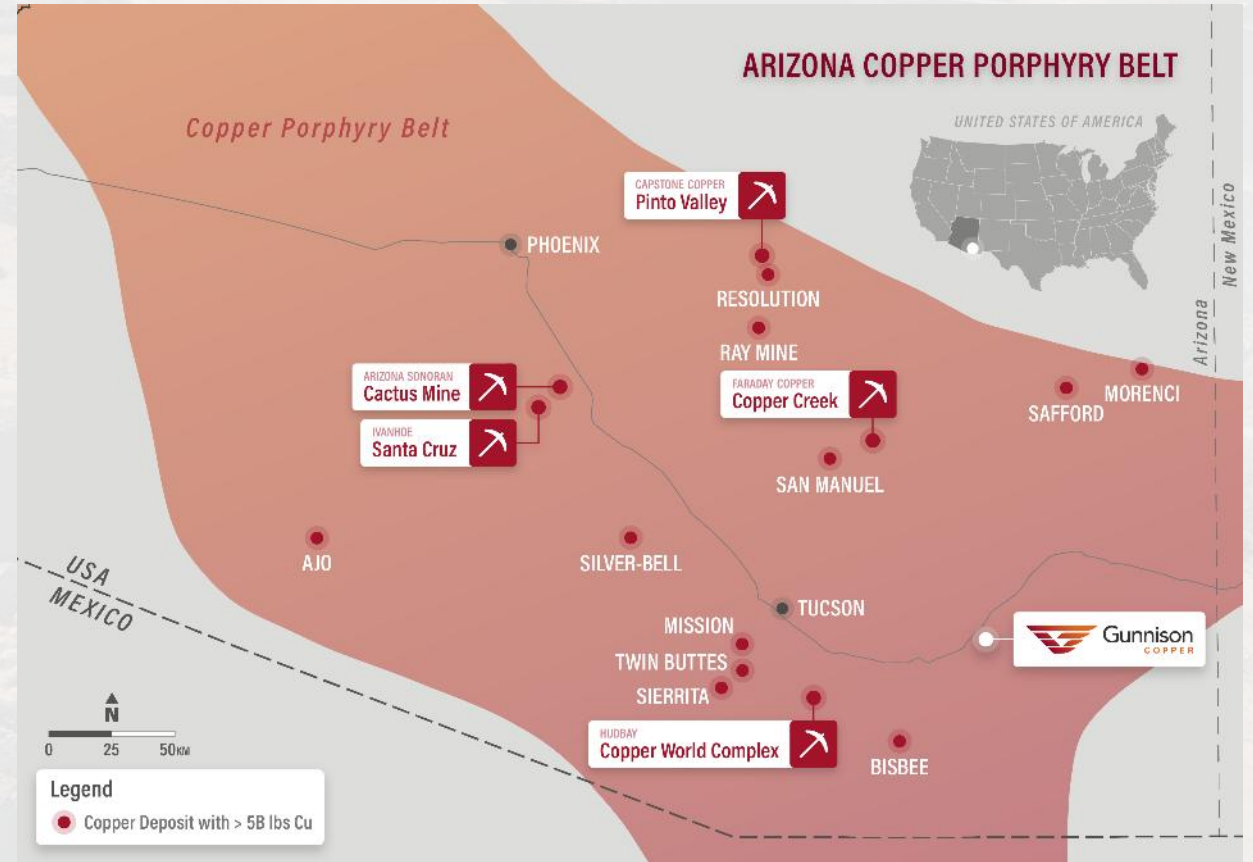 ARIZONA COPPER PORPHYRY BELT
Copper Porphyry Belt
UNITED STATES OF AMERICA
CAPSTONE COPPER
Pinto Valley
New Mexico
Arizona
PHOENIX
RESOLUTION
RAY MINE
ARIZONA SONORAN
Cactus Mine
FARADAY COPPER
Copper Creek
MORENCI
SAFFORD
IVANHOE
Santa Cruz
SAN MANUEL
AJO
SILVER-BELL
USA
MEXICO
TUCSON
MISSION
Gunnison
COPPER
TWIN BUTTES
SIERRITA
N
0 25 50KM
HUDBAY
Copper World Complex
BISBEE
Legend
Copper Deposit with > 5B lbs Cu